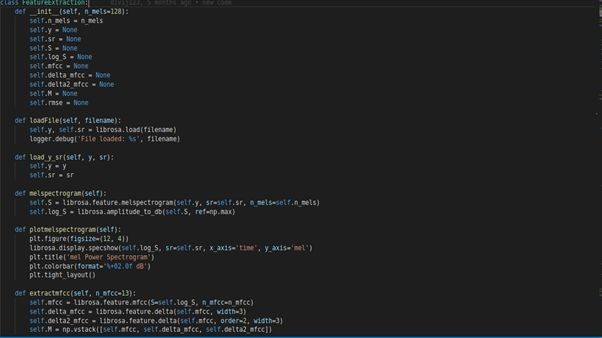 class FeatureExtraction: divij123, 5 months ago • new code
def __init__(self, n_mels=128):
self.n_mels = n_mels
self.y = None
self.sr = None
self.S = None
self.log_S = None
self.mfcc = None
self.delta_mfcc = None
self.delta2_mfcc = None
self.M = None
self.rmse = None
def loadFile(self, filename):
self.y, self.sr = librosa.load(filename)
logger.debug('File loaded: %s', filename)
def load_y_sr(self, y, sr):
self.y = y
self.sr = sr
def melspectrogram(self):
self.S = librosa.feature.melspectrogram(self.y, sr=self.sr, n_mels=self.n_mels)
self.log_S = librosa.amplitude_to_db(self.S, ref=np.max)
def plotmelspectrogram(self):
plt.figure(figsize=(12, 4))
librosa.display.specshow(self.log_S, sr=self.sr, x_axis='time', y_axis='mel')
plt.title('mel Power Spectrogram')
plt.colorbar(format='%+02.0f dB')
plt.tight_layout()
def extractmfcc(self, n_mfcc=13):
self.mfcc = librosa.feature.mfcc(S=self.log_S, n_mfcc=n_mfcc)
self.delta_mfcc = librosa.feature.delta(self.mfcc, width=3)
self.delta2_mfcc = librosa.feature.delta(self.mfcc, order=2, width=3)
self.M = np.vstack([self.mfcc, self.delta_mfcc, self.delta2_mfcc])